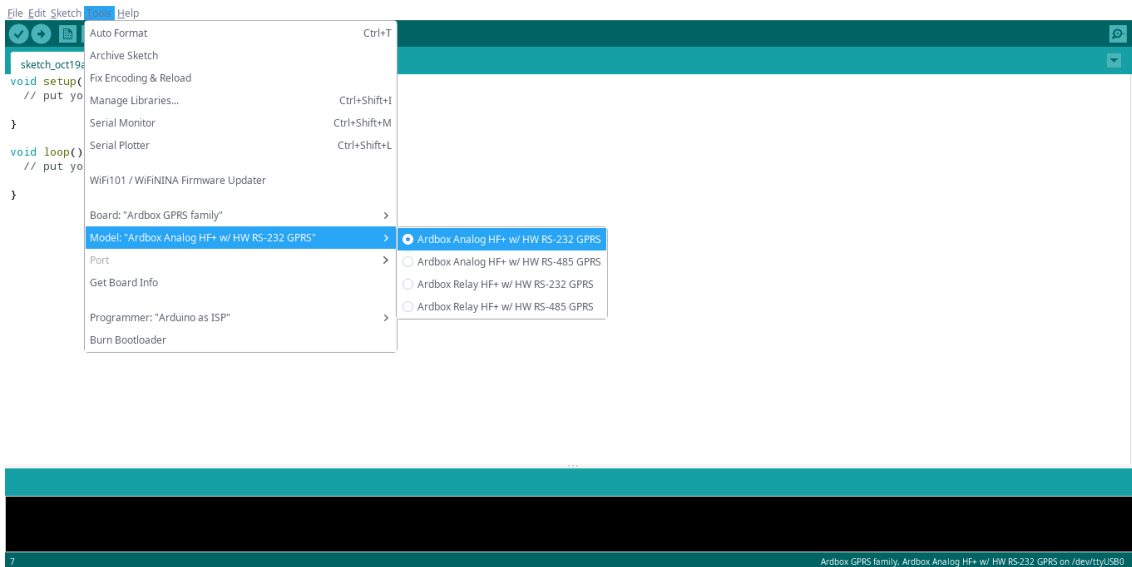 File Edit Sketch Tools Help
sketch_oct19a
void setup(
// put yo
}
void loop()
// put yo
}
Auto Format Ctrl+T
Archive Sketch
Fix Encoding & Reload
Manage Libraries... Ctrl+Shift+I
Serial Monitor Ctrl+Shift+M
Serial Plotter Ctrl+Shift+L
WiFi101 / WiFiNINA Firmware Updater
Board: "Ardbox GPRS family"
Model: "Ardbox Analog HF+ w/ HW RS-232 GPRS"
Port
Get Board Info
Programmer: "Arduino as ISP"
Burn Bootloader
Ardbox Analog HF+ w/ HW RS-232 GPRS
Ardbox Analog HF+ w/ HW RS-485 GPRS
Ardbox Relay HF+ w/ HW RS-232 GPRS
Ardbox Relay HF+ w/ HW RS-485 GPRS
7 Ardbox GPRS family, Ardbox Analog HF+ w/ HW RS-232 GPRS on /dev/ttyUSB0